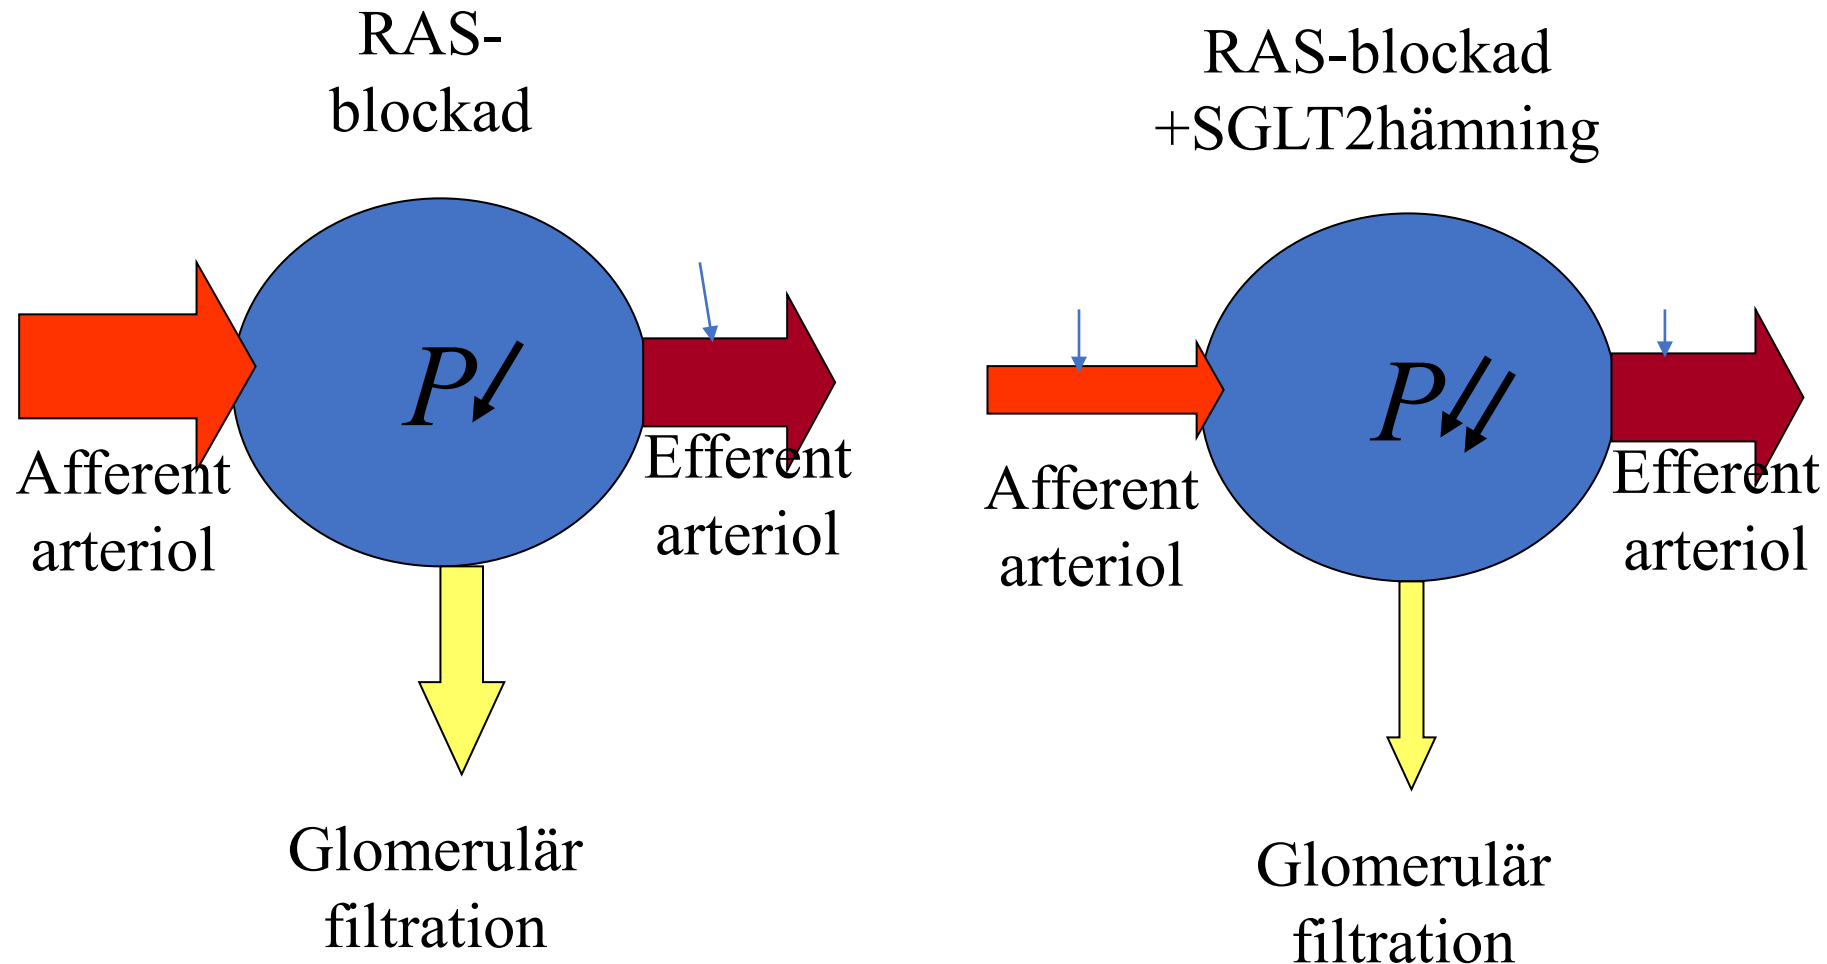 RAS-
blockad
P
Afferent
arteriol
Efferent
arteriol
Glomerulär
filtration
RAS-blockad
+SGLT2hämning
P
Afferent
arteriol
Efferent
arteriol
Glomerulär
filtration